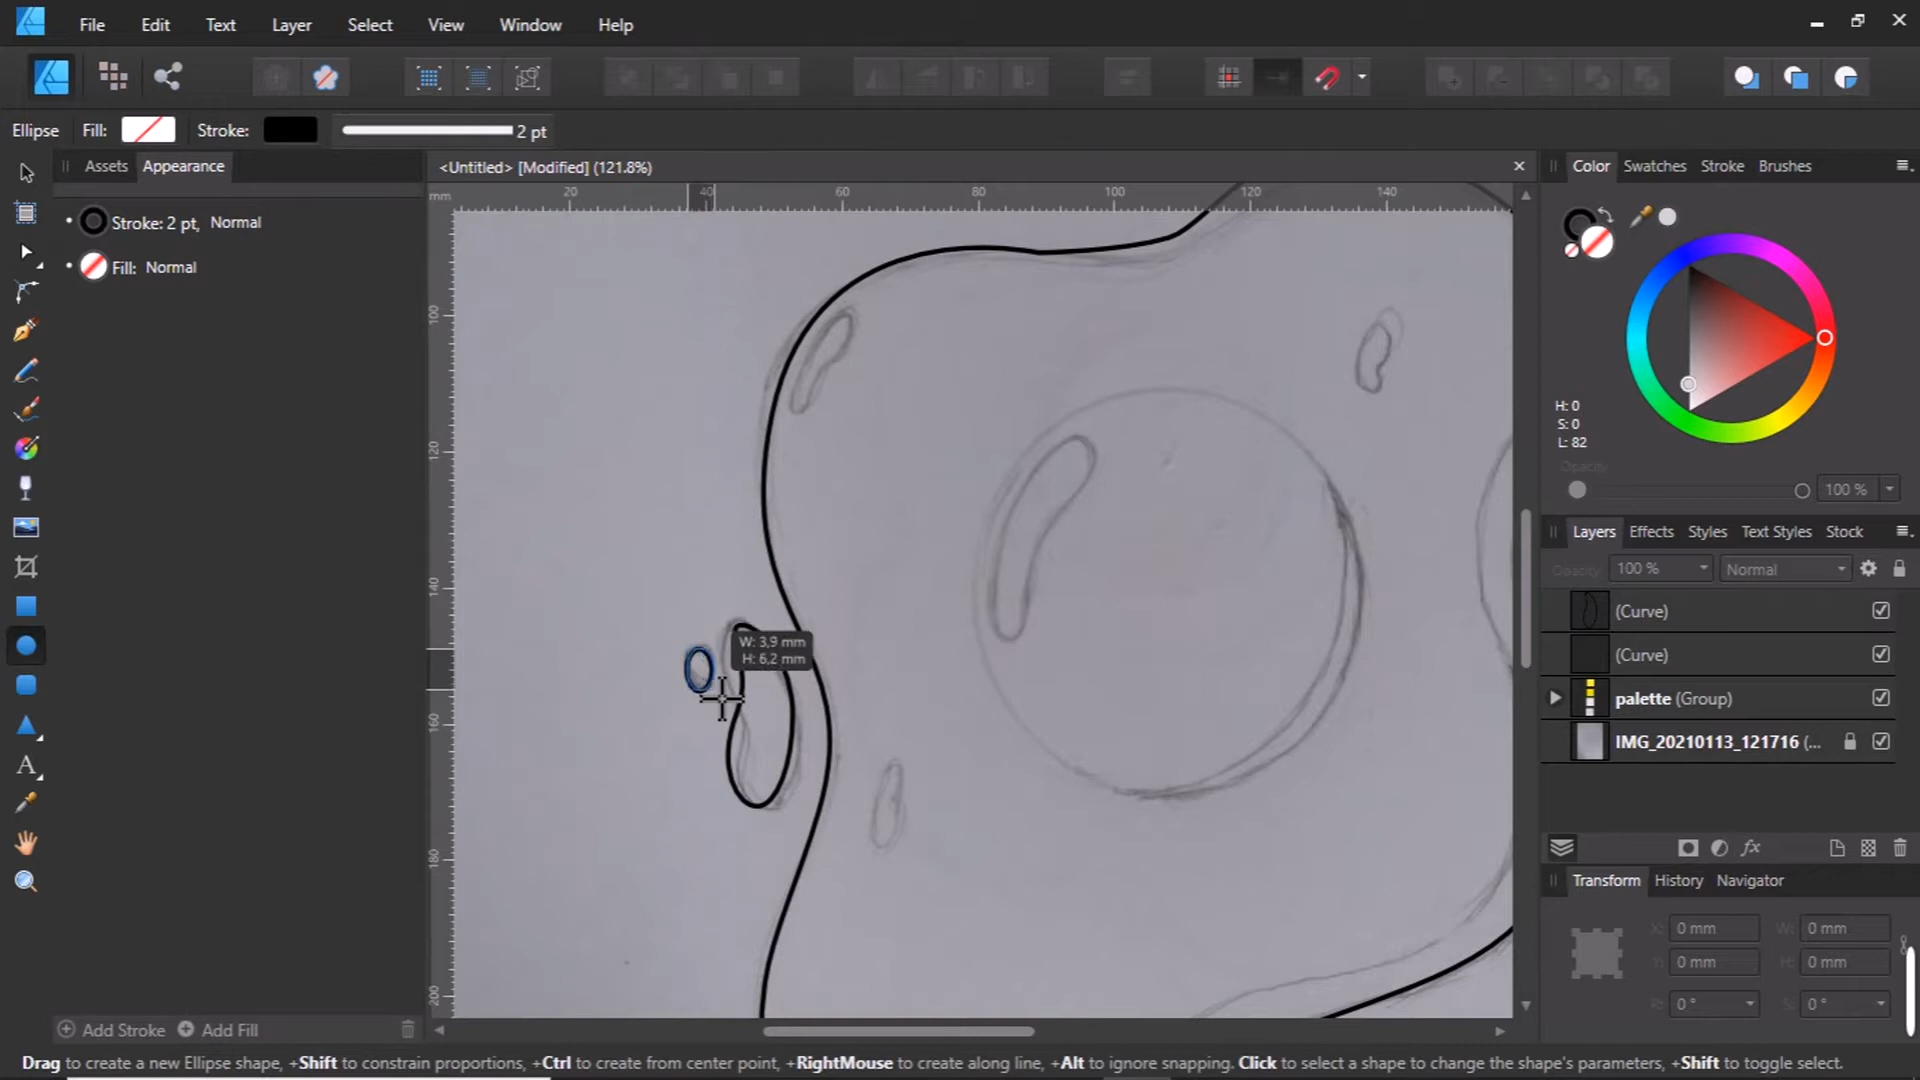 File Edit Text Layer Select View Window Help
Ellipse Fill: Stroke: 2 pt
Assets Appearance
<Untitled> [Modified] (121.8%)
Color Swatches Stroke Brushes
mm 20 40 60 80 100 120 140
Stroke: 2 pt, Normal
Fill: Normal
100
120
140
160
180
200
W: 3,9 mm
H: 6,2 mm
H: 0
S: 0
L: 82
Opacity
100 %
Layers Effects Styles Text Styles Stock
Opacity: 100 % Normal
(Curve)
(Curve)
palette (Group)
IMG_20210113_121716 (...
fx
Transform History Navigator
X: 0 mm W: 0 mm
Y: 0 mm H: 0 mm
R: 0 ° S: 0 °
Add Stroke Add Fill
Drag to create a new Ellipse shape, +Shift to constrain proportions, +Ctrl to create from center point, +RightMouse to create along line, +Alt to ignore snapping. Click to select a shape to change the shape's parameters, +Shift to toggle select.